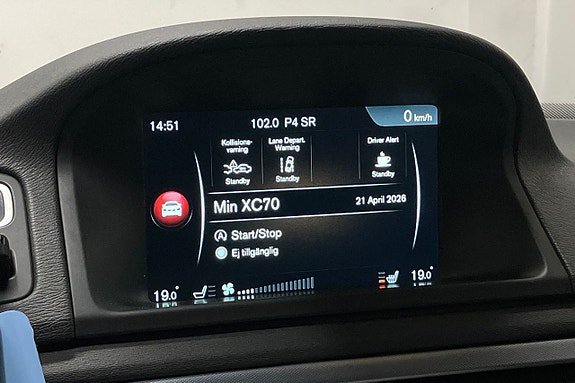 14:51 102.0 P4 SR 0 km/h
Kollisions-
varning
Standby
Lane Depart.
Warning
Standby
Driver Alert
Standby
Min XC70 21 April 2026
Start/Stop
Ej tillgänglig
19.0 19.0